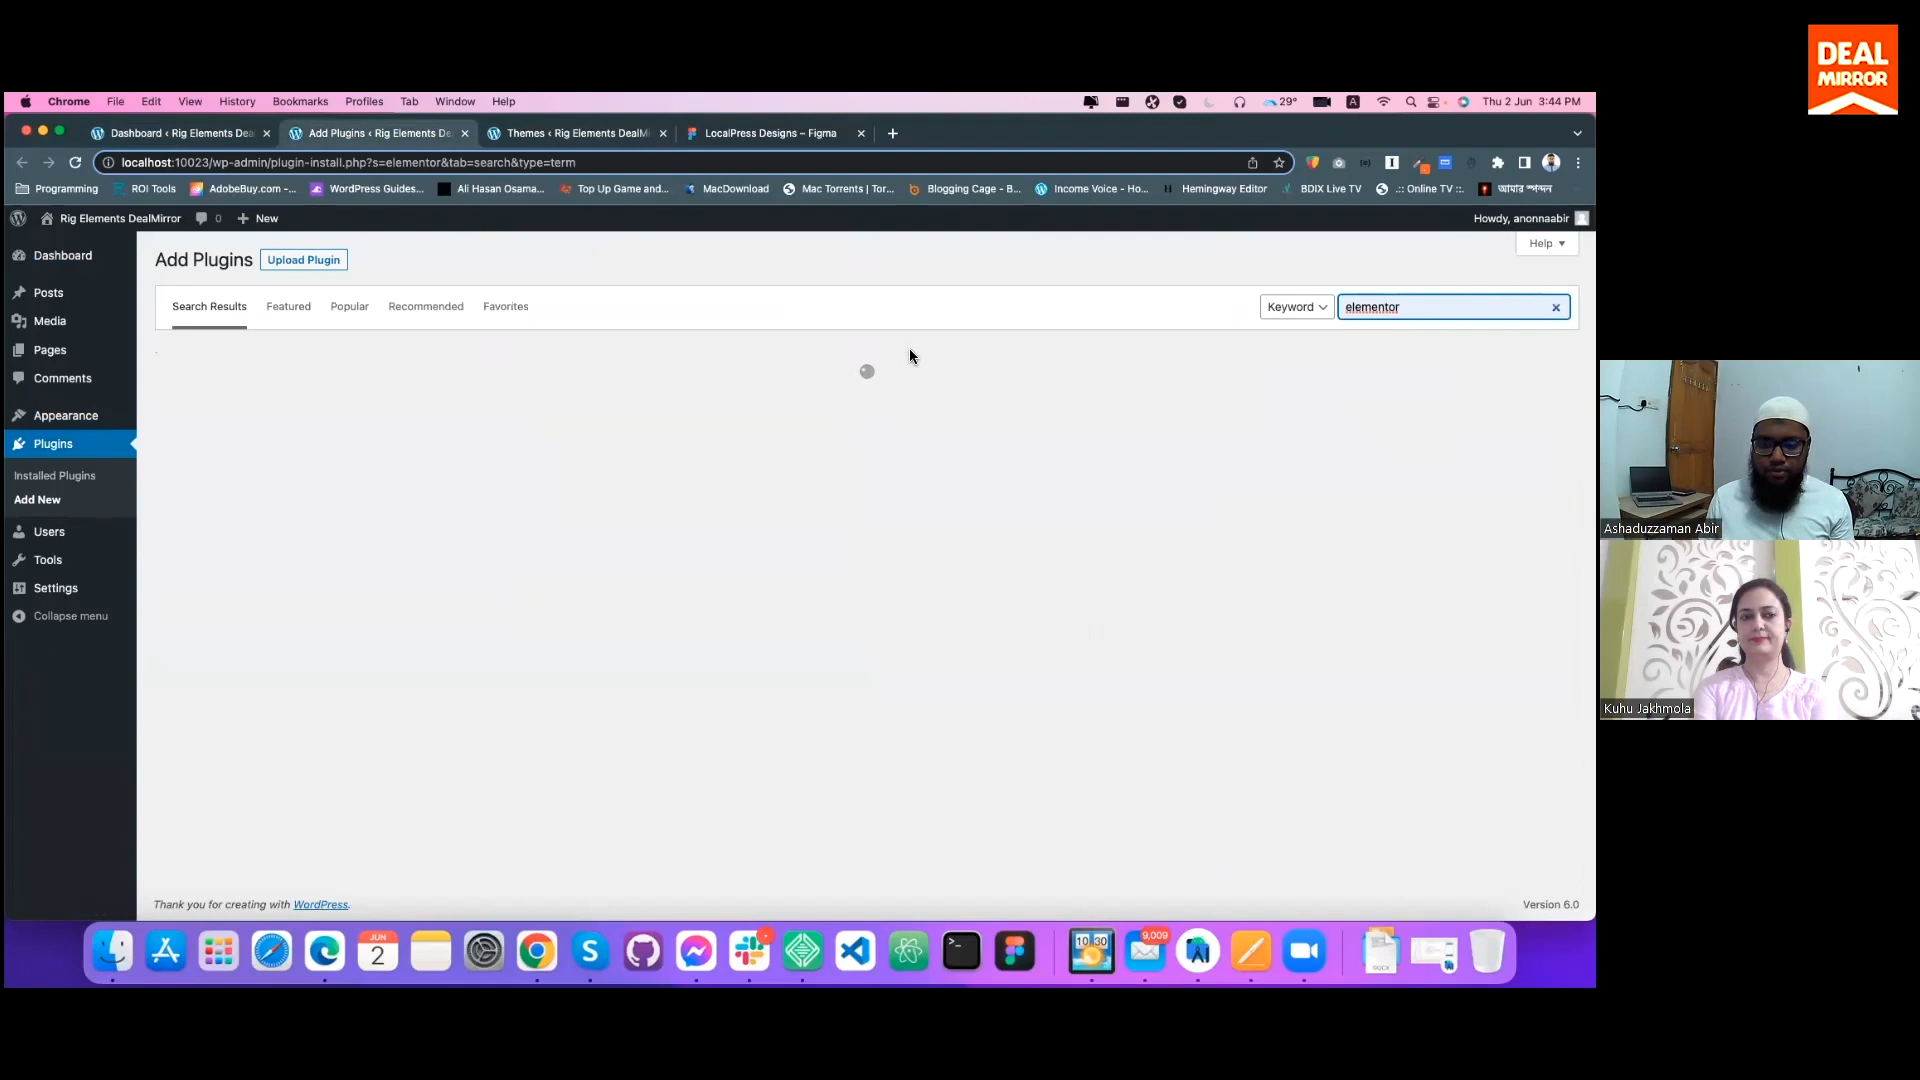 DEAL
MIRROR
Chrome File Edit View History Bookmarks Profiles Tab Window Help
29° A Thu 2 Jun 3:44 PM
Dashboard ‹ Rig Elements Dea
Add Plugins ‹ Rig Elements De
Themes ‹ Rig Elements DealMi
LocalPress Designs – Figma
localhost:10023/wp-admin/plugin-install.php?s=elementor&tab=search&type=term
Programming ROI Tools AdobeBuy.com -... WordPress Guides... Ali Hasan Osama... Top Up Game and... MacDownload Mac Torrents | Tor... Blogging Cage - B... Income Voice - Ho... Hemingway Editor BDIX Live TV .:: Online TV ::. আমার স্পন্দন
Rig Elements DealMirror 0 New Howdy, anonnaabir
Dashboard
Posts
Media
Pages
Comments
Appearance
Plugins
Installed Plugins
Add New
Users
Tools
Settings
Collapse menu
Help
Add Plugins Upload Plugin
Search Results Featured Popular Recommended Favorites Keyword elementor
Thank you for creating with WordPress. Version 6.0
JUN
2
10 30
9,009
DOCX
Ashaduzzaman Abir
Kuhu Jakhmola